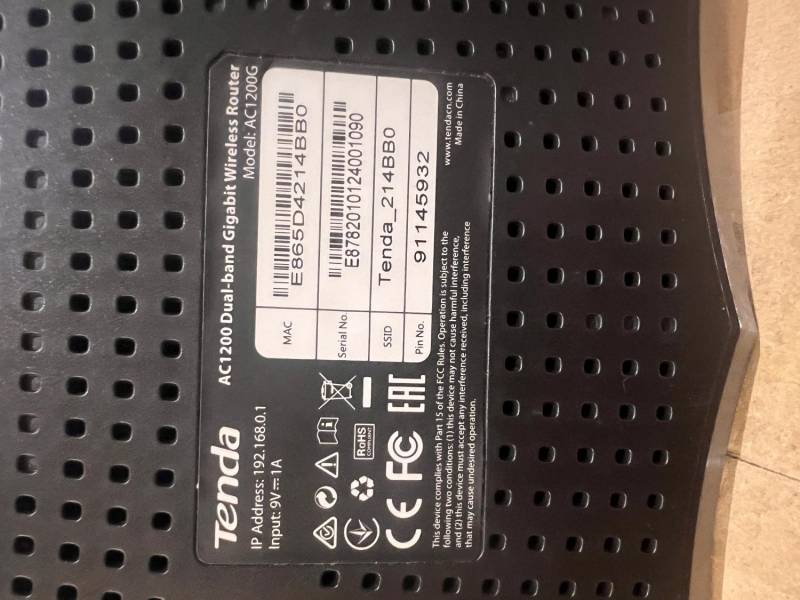 Tenda
AC1200 Dual-band Gigabit Wireless Router
IP Address: 192.168.0.1
Model: AC1200G
Input: 9V⎓1A
MAC
E865D4214BB0
Serial No.
E8782010124001090
SSID
Tenda_214BB0
Pin No.
91145932
RoHS
COMPLIANT
CE FC EAC
This device complies with Part 15 of the FCC Rules. Operation is subject to the
following two conditions: (1) this device may not cause harmful interference,
and (2) this device must accept any interference received, including interference
that may cause undesired operation.
www.tendacn.com
Made in China